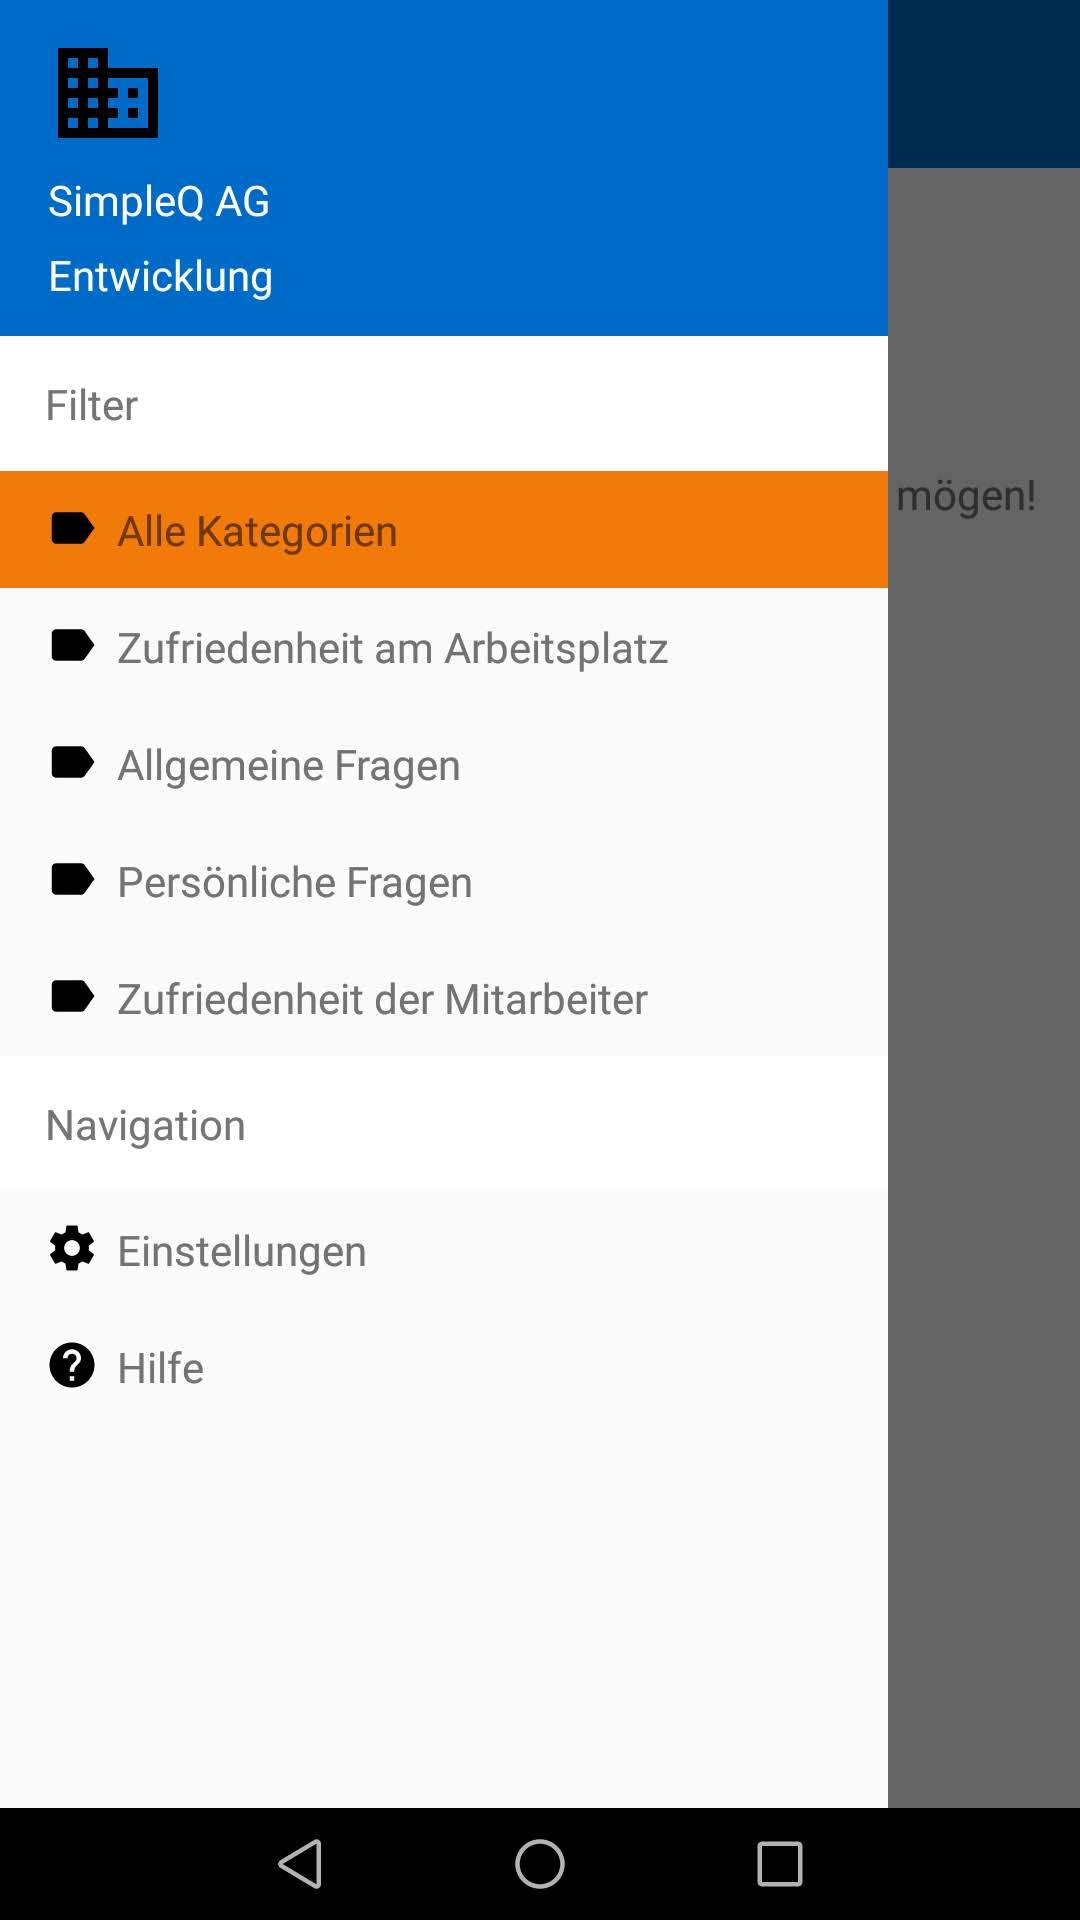 SimpleQ AG
Entwicklung
Filter
mögen!
Alle Kategorien
Zufriedenheit am Arbeitsplatz
Allgemeine Fragen
Persönliche Fragen
Zufriedenheit der Mitarbeiter
Navigation
Einstellungen
Hilfe